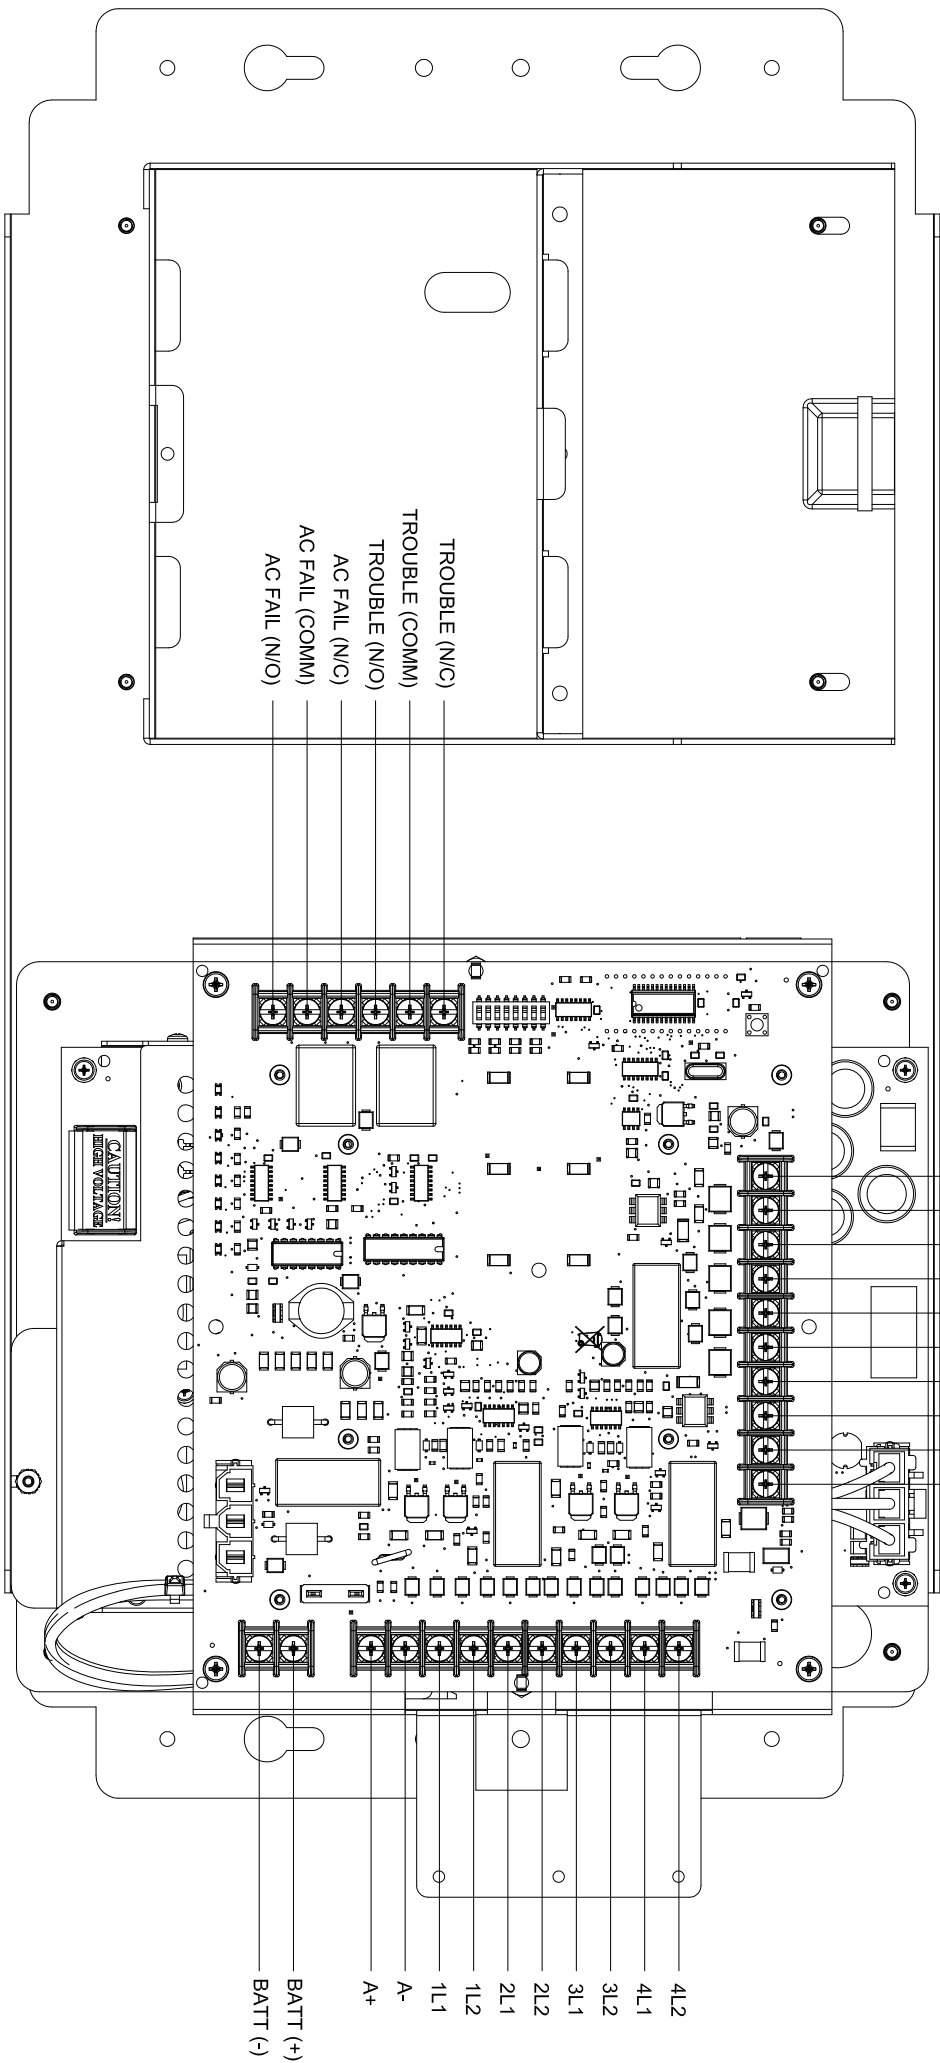 TROUBLE (N/C)
TROUBLE (COMM)
TROUBLE (N/O)
AC FAIL (N/C)
AC FAIL (COMM)
AC FAIL (N/O)
CAUTION!
HIGH VOLTAGE
4L2
4L1
3L2
3L1
2L2
2L1
1L2
1L1
A-
A+
BATT (+)
BATT (-)